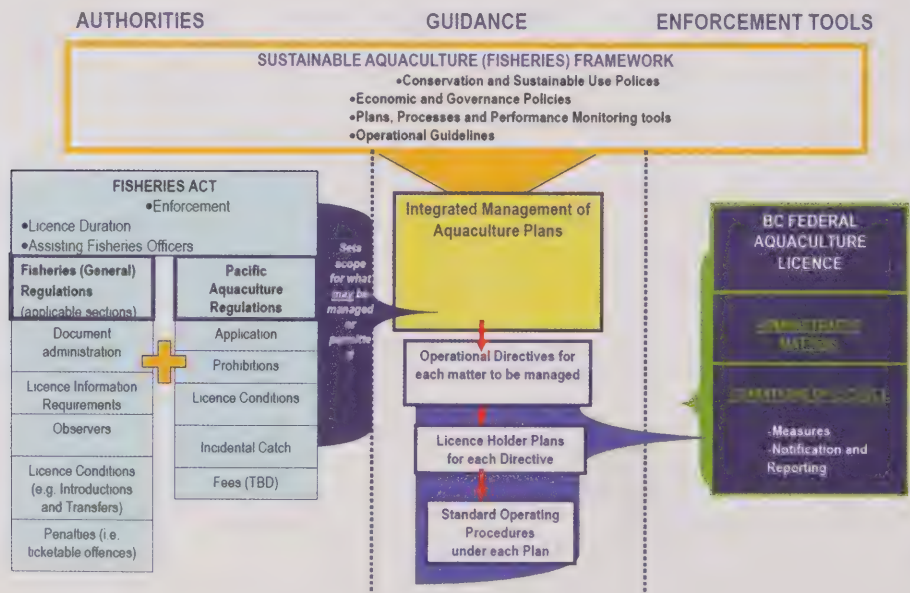 AUTHORITIES
GUIDANCE
ENFORCEMENT TOOLS
SUSTAINABLE AQUACULTURE (FISHERIES) FRAMEWORK
•Conservation and Sustainable Use Polices
•Economic and Governance Policies
•Plans, Processes and Performance Monitoring tools
•Operational Guidelines
FISHERIES ACT
•Enforcement
•Licence Duration
•Assisting Fisheries Officers
Fisheries (General)
Regulations
(applicable sections)
Document
administration
Licence Information
Requirements
Observers
Licence Conditions
(e.g. Introductions
and Transfers)
Penalties (i.e.
ticketable offences)
Pacific
Aquaculture
Regulations
Application
Prohibitions
Licence Conditions
Incidental Catch
Fees (TBD)
Sets
scope
for what
may be
managed
or
Integrated Management of
Aquaculture Plans
Operational Directives for
each matter to be managed
Licence Holder Plans
for each Directive
Standard Operating
Procedures
under each Plan
BC FEDERAL
AQUACULTURE
LICENCE
-Measures
-Notification and
Reporting